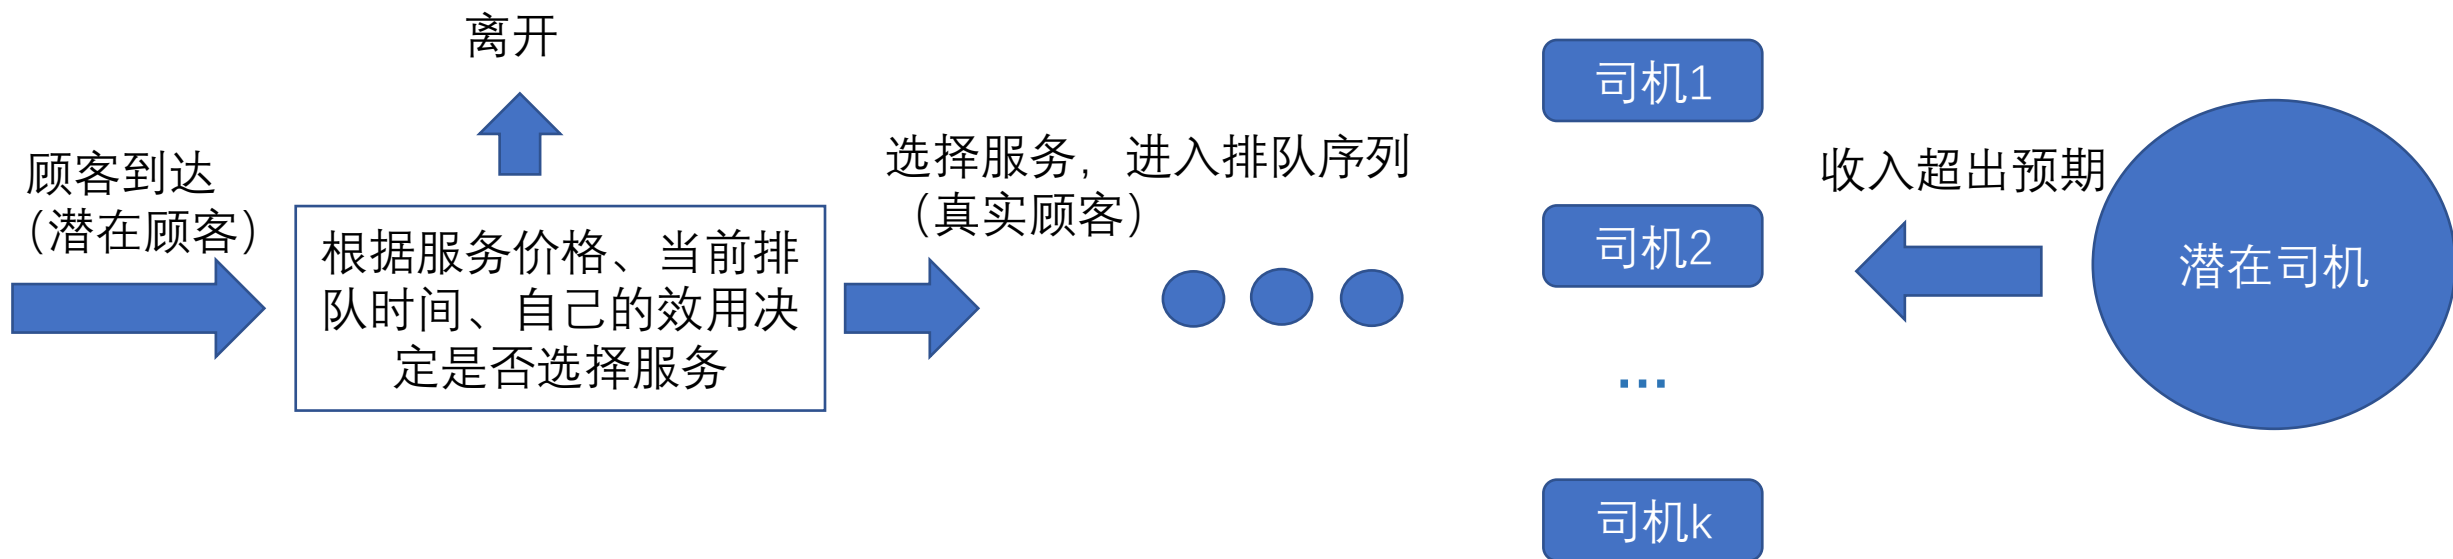 离开
顾客到达
（潜在顾客）
根据服务价格、当前排
队时间、自己的效用决
定是否选择服务
选择服务，进入排队序列
（真实顾客）
司机1
司机2
...
司机k
收入超出预期
潜在司机